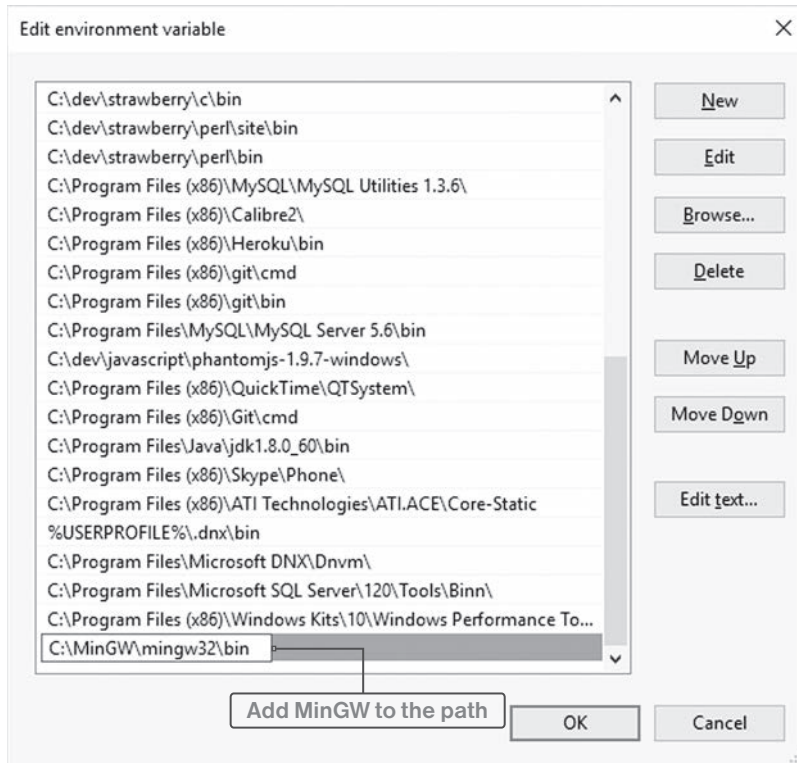 Edit environment variable
C:\dev\strawberry\c\bin
C:\dev\strawberry\perl\site\bin
C:\dev\strawberry\perl\bin
C:\Program Files (x86)\MySQL\MySQL Utilities 1.3.6\
C:\Program Files (x86)\Calibre2\
C:\Program Files (x86)\Heroku\bin
C:\Program Files (x86)\git\cmd
C:\Program Files (x86)\git\bin
C:\Program Files\MySQL\MySQL Server 5.6\bin
C:\dev\javascript\phantomjs-1.9.7-windows\
C:\Program Files (x86)\QuickTime\QTSystem\
C:\Program Files (x86)\Git\cmd
C:\Program Files\Java\jdk1.8.0_60\bin
C:\Program Files (x86)\Skype\Phone\
C:\Program Files (x86)\ATI Technologies\ATI.ACE\Core-Static
%USERPROFILE%\.dnx\bin
C:\Program Files\Microsoft DNX\Dnvm\
C:\Program Files\Microsoft SQL Server\120\Tools\Binn\
C:\Program Files (x86)\Windows Kits\10\Windows Performance To...
C:\MinGW\mingw32\bin
New
Edit
Browse...
Delete
Move Up
Move Down
Edit text...
Add MinGW to the path
OK
Cancel